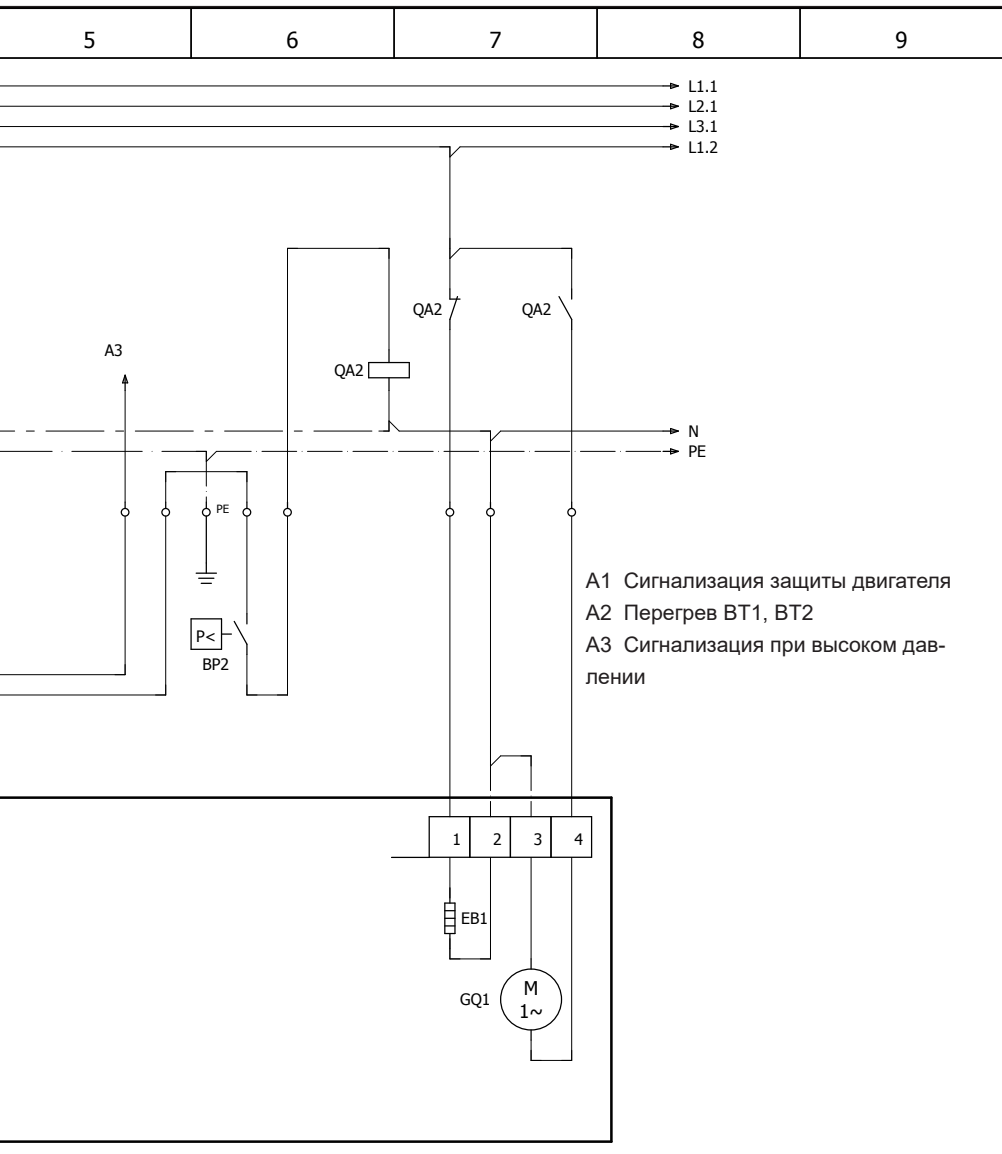 5 6 7 8 9
L1.1
L2.1
L3.1
L1.2
QA2 QA2
A3
QA2
N
PE
PE
A1 Сигнализация защиты двигателя
A2 Перегрев BT1, BT2
A3 Сигнализация при высоком дав-
лении
P<
BP2
1 2 3 4
EB1
GQ1
M
1~